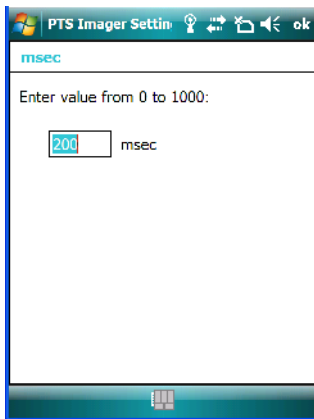 PTS Imager Settin ok
msec
Enter value from 0 to 1000:
200 msec